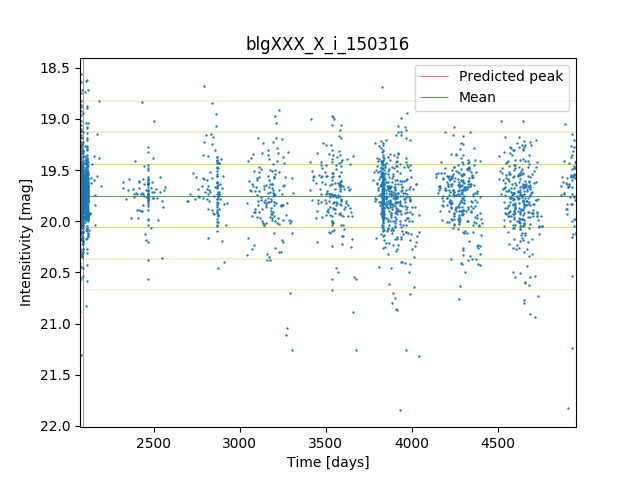 blgXXX_X_i_150316
Predicted peak
Mean
Intensitivity [mag]
18.5
19.0
19.5
20.0
20.5
21.0
21.5
22.0
2500
3000
3500
4000
4500
Time [days]